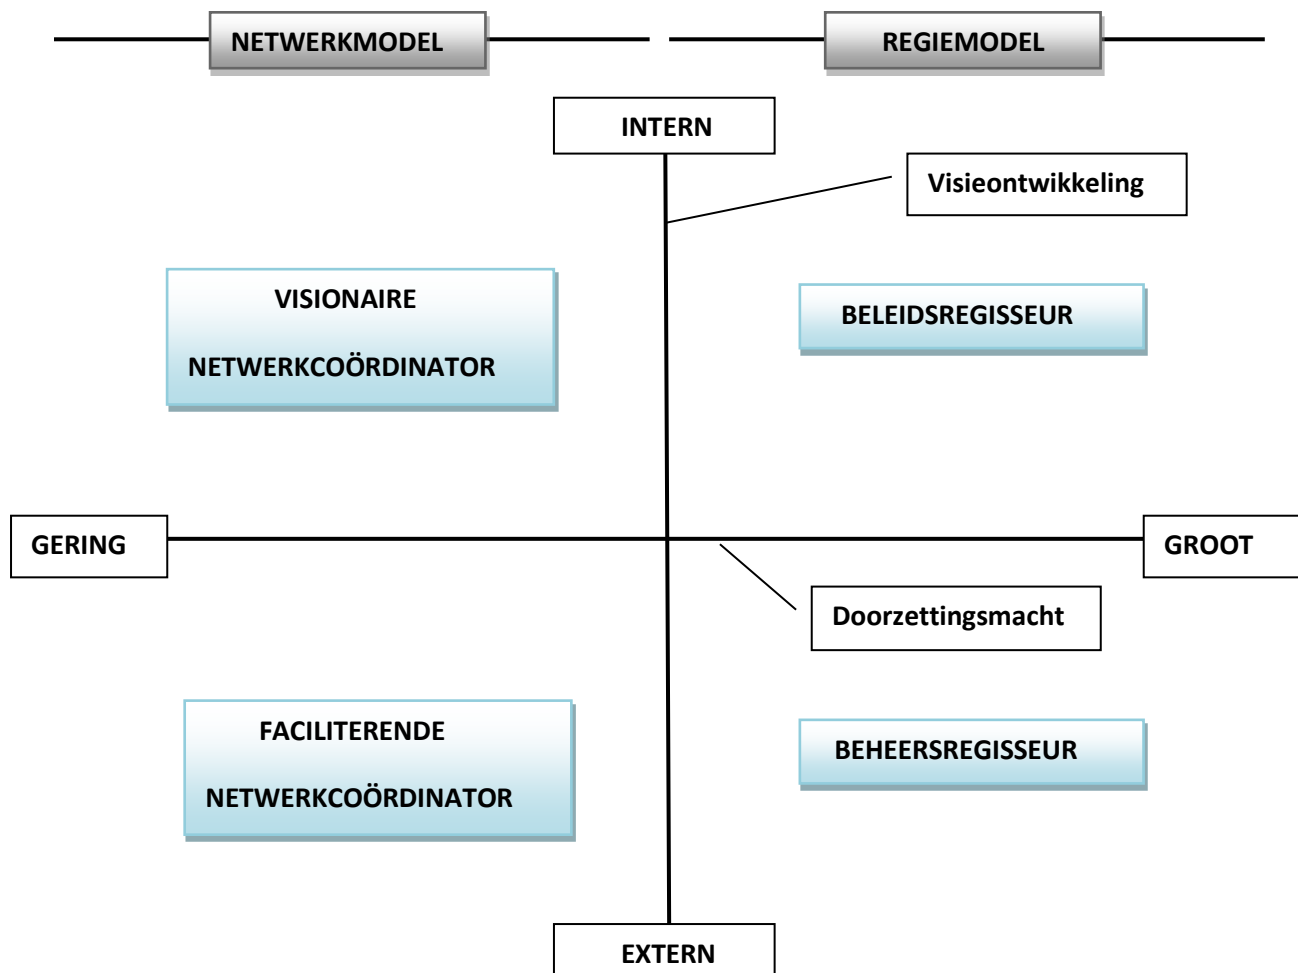 NETWERKMODEL
REGIEMODEL
INTERN
Visieontwikkeling
VISIONAIRE
NETWERKCOÖRDINATOR
BELEIDSREGISSEUR
GERING
GROOT
Doorzettingsmacht
FACILITERENDE
NETWERKCOÖRDINATOR
BEHEERSREGISSEUR
EXTERN